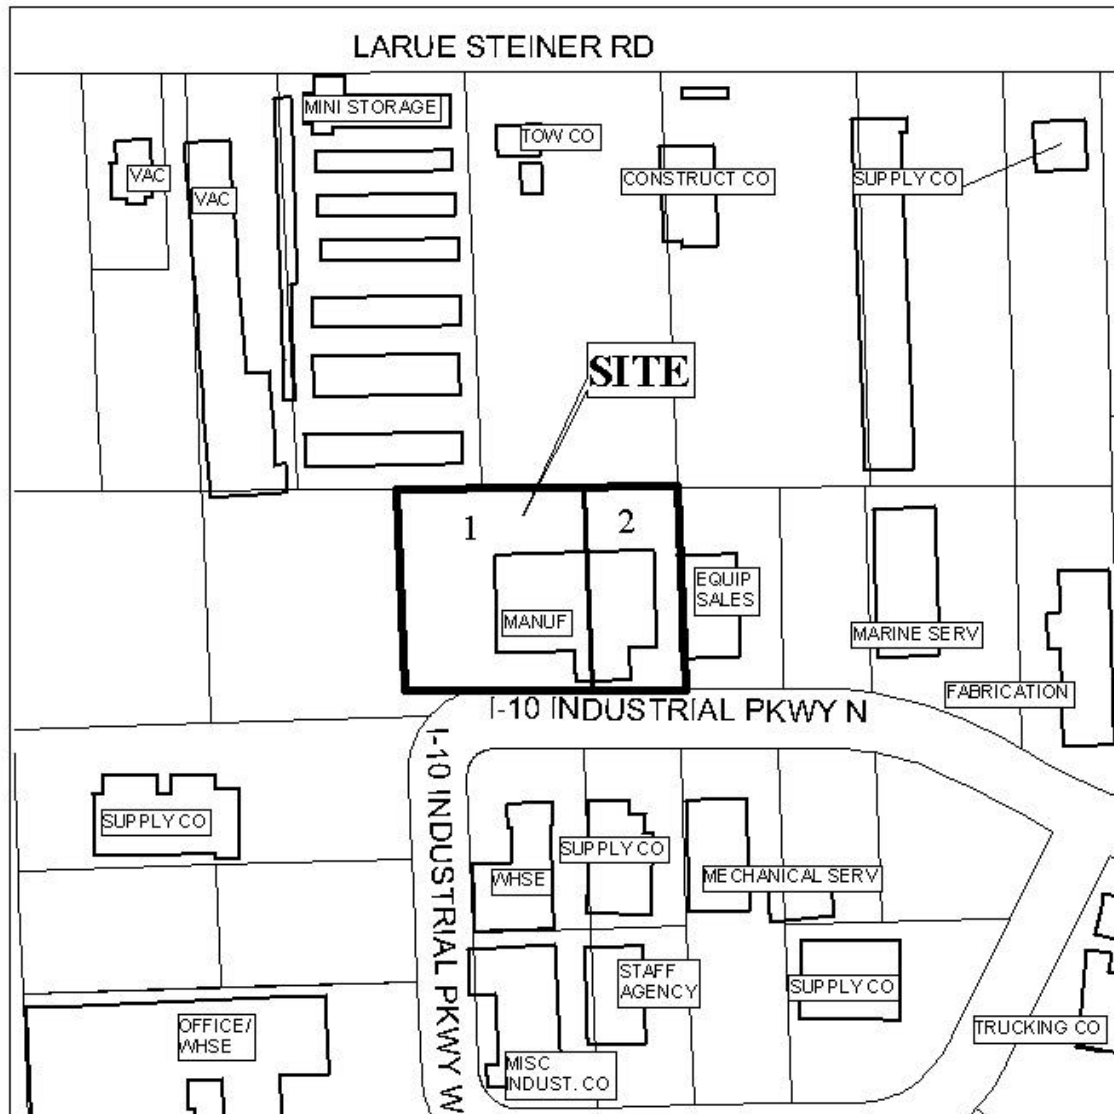 LARUE STEINER RD
MINI STORAGE
TOW CO
VAC
CONSTRUCT CO
SUPPLY CO
VAC
SITE
1
2
EQUIP
SALES
MANUF
MARINE SERV
FABRICATION
I-10 INDUSTRIAL PKWY N
I-10 INDUSTRIAL PKWY W
SUPPLY CO
SUPPLY CO
WHSE
MECHANICAL SERV
STAFF
AGENCY
SUPPLY CO
OFFICE/
WHSE
TRUCKING CO
MISC
INDUST. CO